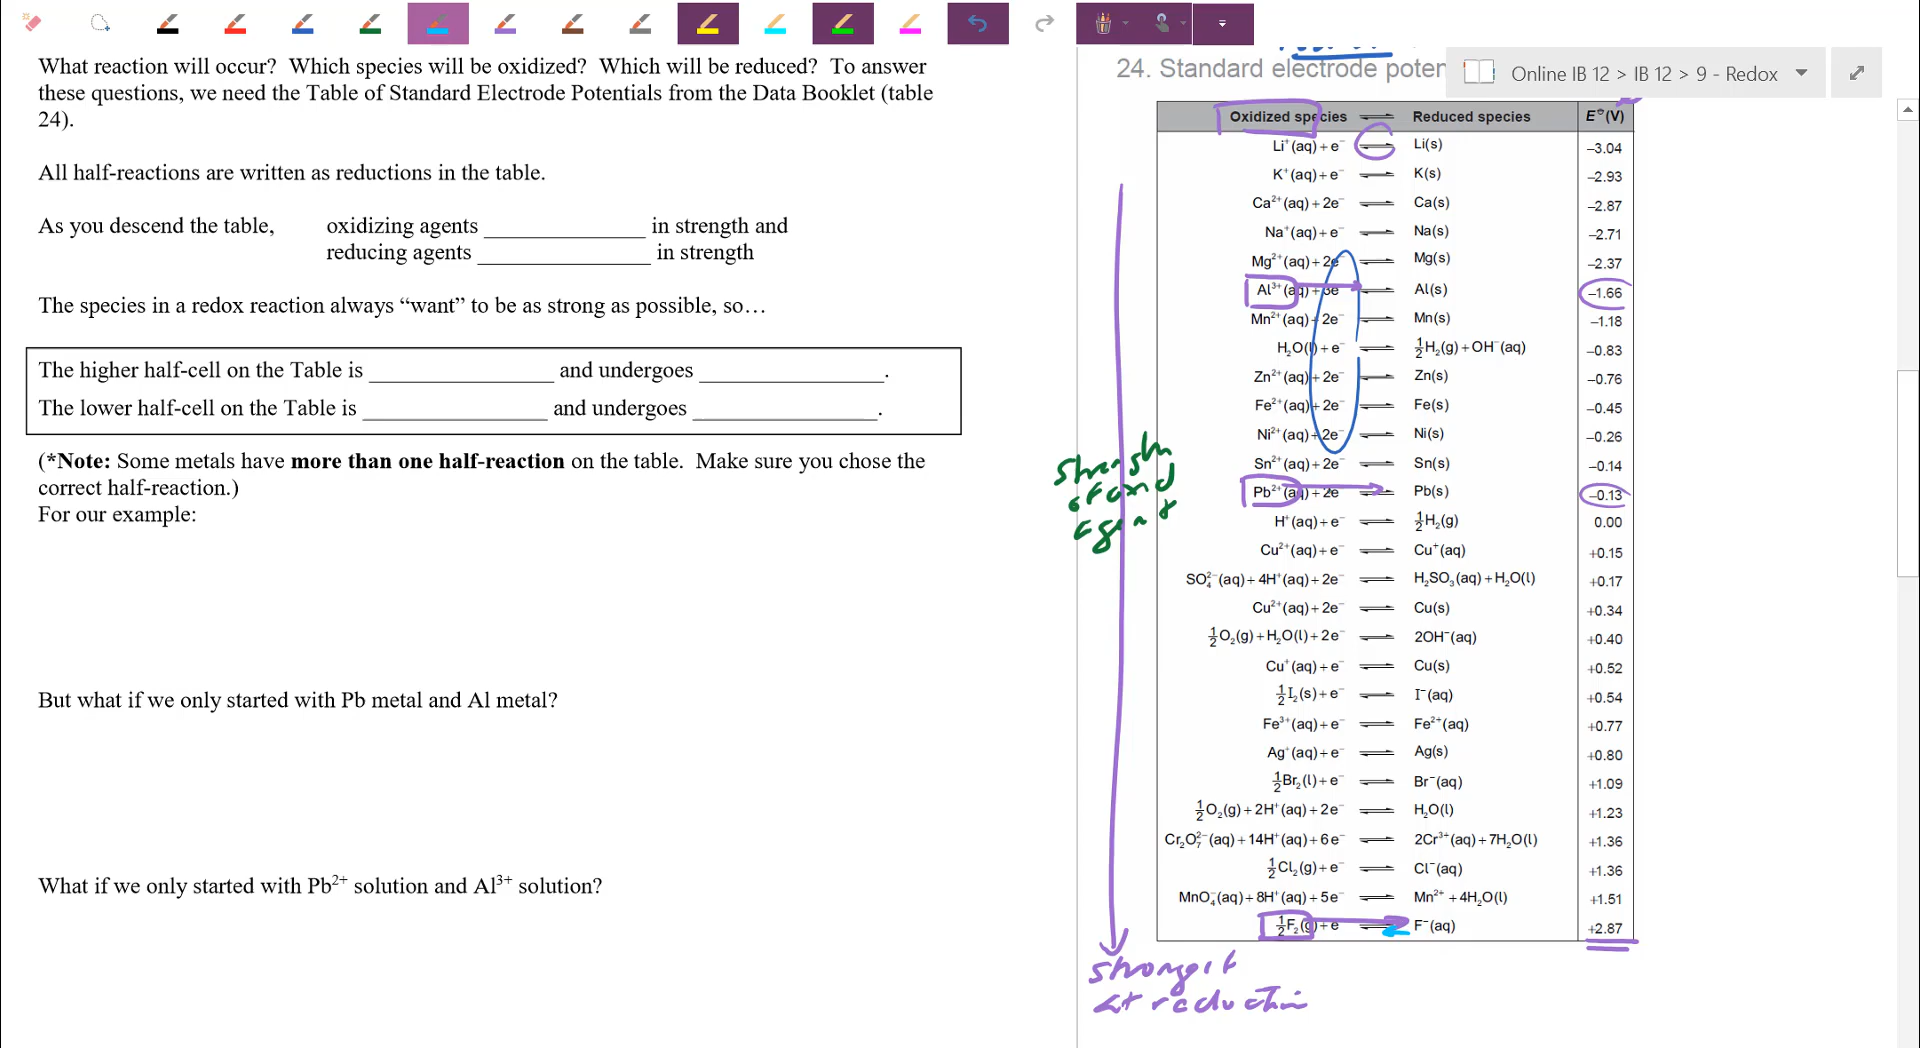 What reaction will occur? Which species will be oxidized? Which will be reduced? To answer
these questions, we need the Table of Standard Electrode Potentials from the Data Booklet (table
24).
All half-reactions are written as reductions in the table.
As you descend the table, oxidizing agents _______________ in strength and
reducing agents ________________ in strength
The species in a redox reaction always “want” to be as strong as possible, so…
The higher half-cell on the Table is _________________ and undergoes _________________.
The lower half-cell on the Table is _________________ and undergoes _________________.
(*Note: Some metals have more than one half-reaction on the table. Make sure you chose the
correct half-reaction.)
For our example:
But what if we only started with Pb metal and Al metal?
What if we only started with Pb²⁺ solution and Al³⁺ solution?
24. Standard electrode poten
Online IB 12 > IB 12 > 9 - Redox
Oxidized species ⇌ Reduced species E⦵(V)
Li⁺(aq) + e⁻ ⇌ Li(s) –3.04
K⁺(aq) + e⁻ ⇌ K(s) –2.93
Ca²⁺(aq) + 2e⁻ ⇌ Ca(s) –2.87
Na⁺(aq) + e⁻ ⇌ Na(s) –2.71
Mg²⁺(aq) + 2e⁻ ⇌ Mg(s) –2.37
Al³⁺(aq) + 3e⁻ ⇌ Al(s) –1.66
Mn²⁺(aq) + 2e⁻ ⇌ Mn(s) –1.18
H₂O(l) + e⁻ ⇌ ½H₂(g) + OH⁻(aq) –0.83
Zn²⁺(aq) + 2e⁻ ⇌ Zn(s) –0.76
Fe²⁺(aq) + 2e⁻ ⇌ Fe(s) –0.45
Ni²⁺(aq) + 2e⁻ ⇌ Ni(s) –0.26
Sn²⁺(aq) + 2e⁻ ⇌ Sn(s) –0.14
Pb²⁺(aq) + 2e⁻ ⇌ Pb(s) –0.13
H⁺(aq) + e⁻ ⇌ ½H₂(g) 0.00
Cu²⁺(aq) + e⁻ ⇌ Cu⁺(aq) +0.15
SO₄²⁻(aq) + 4H⁺(aq) + 2e⁻ ⇌ H₂SO₃(aq) + H₂O(l) +0.17
Cu²⁺(aq) + 2e⁻ ⇌ Cu(s) +0.34
½O₂(g) + H₂O(l) + 2e⁻ ⇌ 2OH⁻(aq) +0.40
Cu⁺(aq) + e⁻ ⇌ Cu(s) +0.52
½I₂(s) + e⁻ ⇌ I⁻(aq) +0.54
Fe³⁺(aq) + e⁻ ⇌ Fe²⁺(aq) +0.77
Ag⁺(aq) + e⁻ ⇌ Ag(s) +0.80
½Br₂(l) + e⁻ ⇌ Br⁻(aq) +1.09
½O₂(g) + 2H⁺(aq) + 2e⁻ ⇌ H₂O(l) +1.23
Cr₂O₇²⁻(aq) + 14H⁺(aq) + 6e⁻ ⇌ 2Cr³⁺(aq) + 7H₂O(l) +1.36
½Cl₂(g) + e⁻ ⇌ Cl⁻(aq) +1.36
MnO₄⁻(aq) + 8H⁺(aq) + 5e⁻ ⇌ Mn²⁺ + 4H₂O(l) +1.51
½F₂(g) + e ⇌ F⁻(aq) +2.87
Strength
of
agent
strongest
at reduction